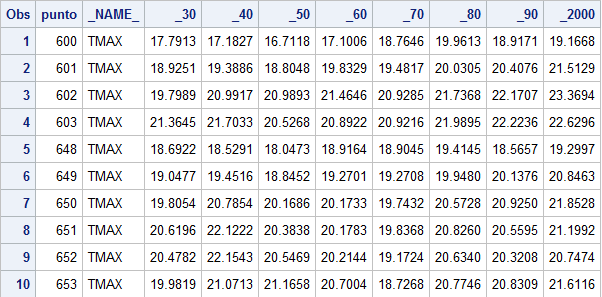 Obs punto _NAME_ _30 _40 _50 _60 _70 _80 _90 _2000
1 600 TMAX 17.7913 17.1827 16.7118 17.1006 18.7646 19.9613 18.9171 19.1668
2 601 TMAX 18.9251 19.3886 18.8048 19.8329 19.4817 20.0305 20.4076 21.5129
3 602 TMAX 19.7989 20.9917 20.9893 21.4646 20.9285 21.7368 22.1707 23.3694
4 603 TMAX 21.3645 21.7033 20.5268 20.8922 20.9216 21.9895 22.2236 22.6296
5 648 TMAX 18.6922 18.5291 18.0473 18.9164 18.9045 19.4145 18.5657 19.2997
6 649 TMAX 19.0477 19.4516 18.8452 19.2701 19.2708 19.9480 20.1376 20.8463
7 650 TMAX 19.8054 20.7854 20.1686 20.1733 19.7432 20.5728 20.9250 21.8528
8 651 TMAX 20.6196 22.1222 20.3838 20.1783 19.8368 20.8260 20.5595 21.1992
9 652 TMAX 20.4782 22.1543 20.5469 20.2144 19.1724 20.6340 20.3208 20.7474
10 653 TMAX 19.9819 21.0713 21.1658 20.7004 18.7268 20.7746 20.8309 21.6116